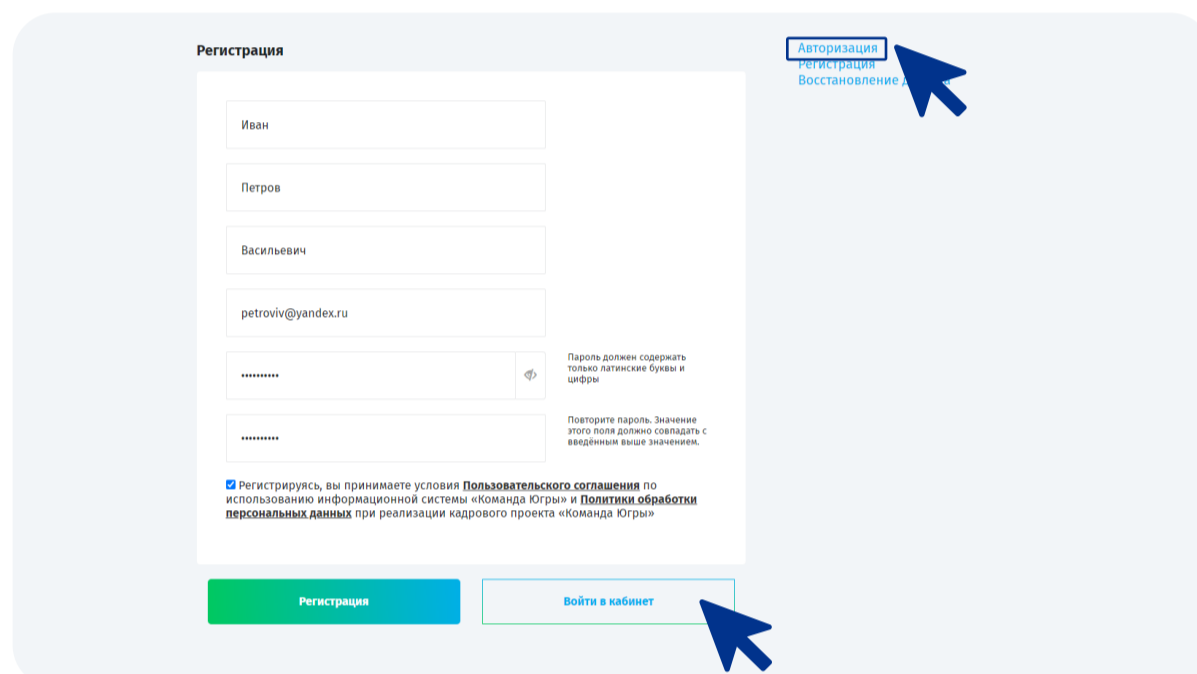 Регистрация
Иван
Петров
Васильевич
petroviv@yandex.ru
••••••••••
Пароль должен содержать
только латинские буквы и
цифры
••••••••••
Повторите пароль. Значение
этого поля должно совпадать с
введённым выше значением.
Регистрируясь, вы принимаете условия Пользовательского соглашения по
использованию информационной системы «Команда Югры» и Политики обработки
персональных данных при реализации кадрового проекта «Команда Югры»
Регистрация
Войти в кабинет
Авторизация
Регистрация
Восстановление